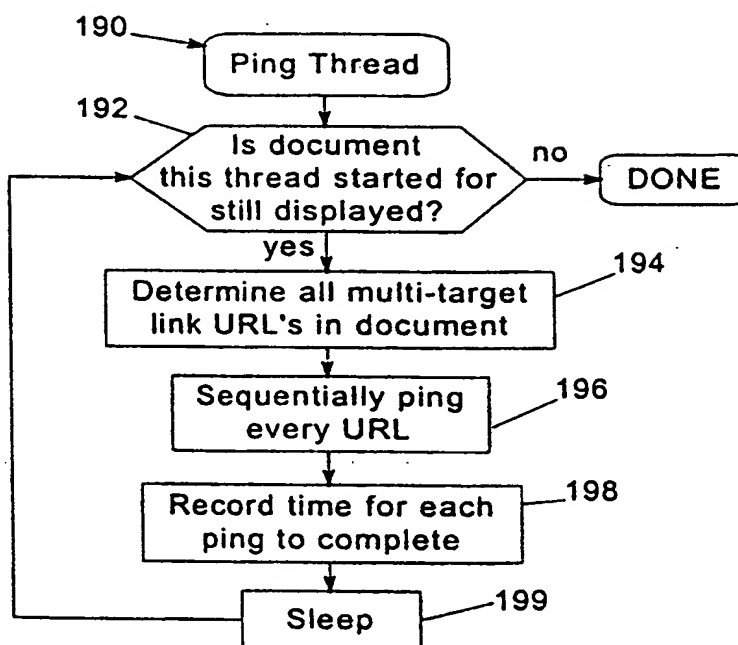 190
Ping Thread
192
Is document
this thread started for
still displayed?
no
DONE
yes
194
Determine all multi-target
link URL's in document
196
Sequentially ping
every URL
198
Record time for each
ping to complete
199
Sleep